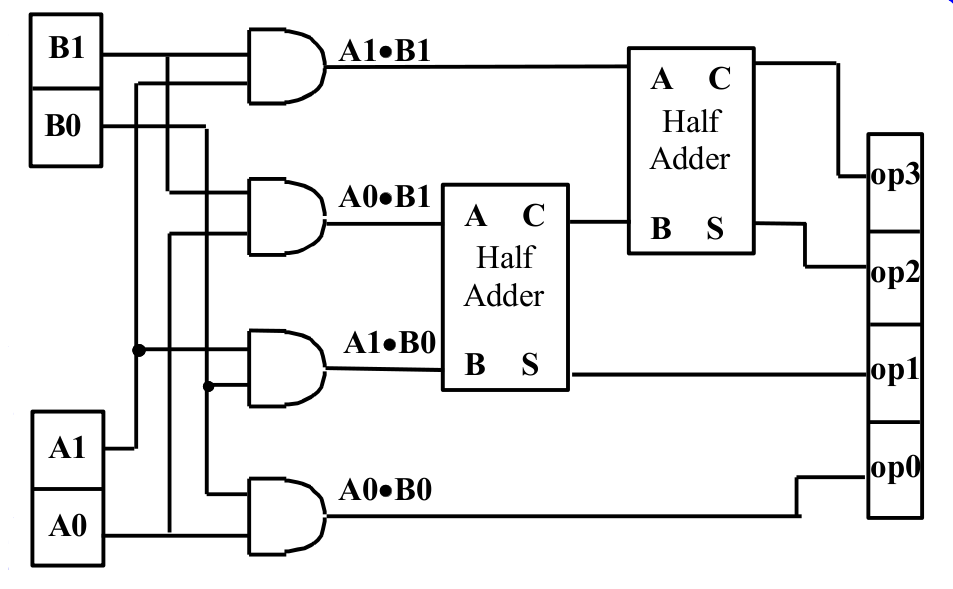 B1
B0
A1●B1
A C
Half
Adder
B S
A0●B1
A C
Half
Adder
B S
A1●B0
A0●B0
A1
A0
op3
op2
op1
op0